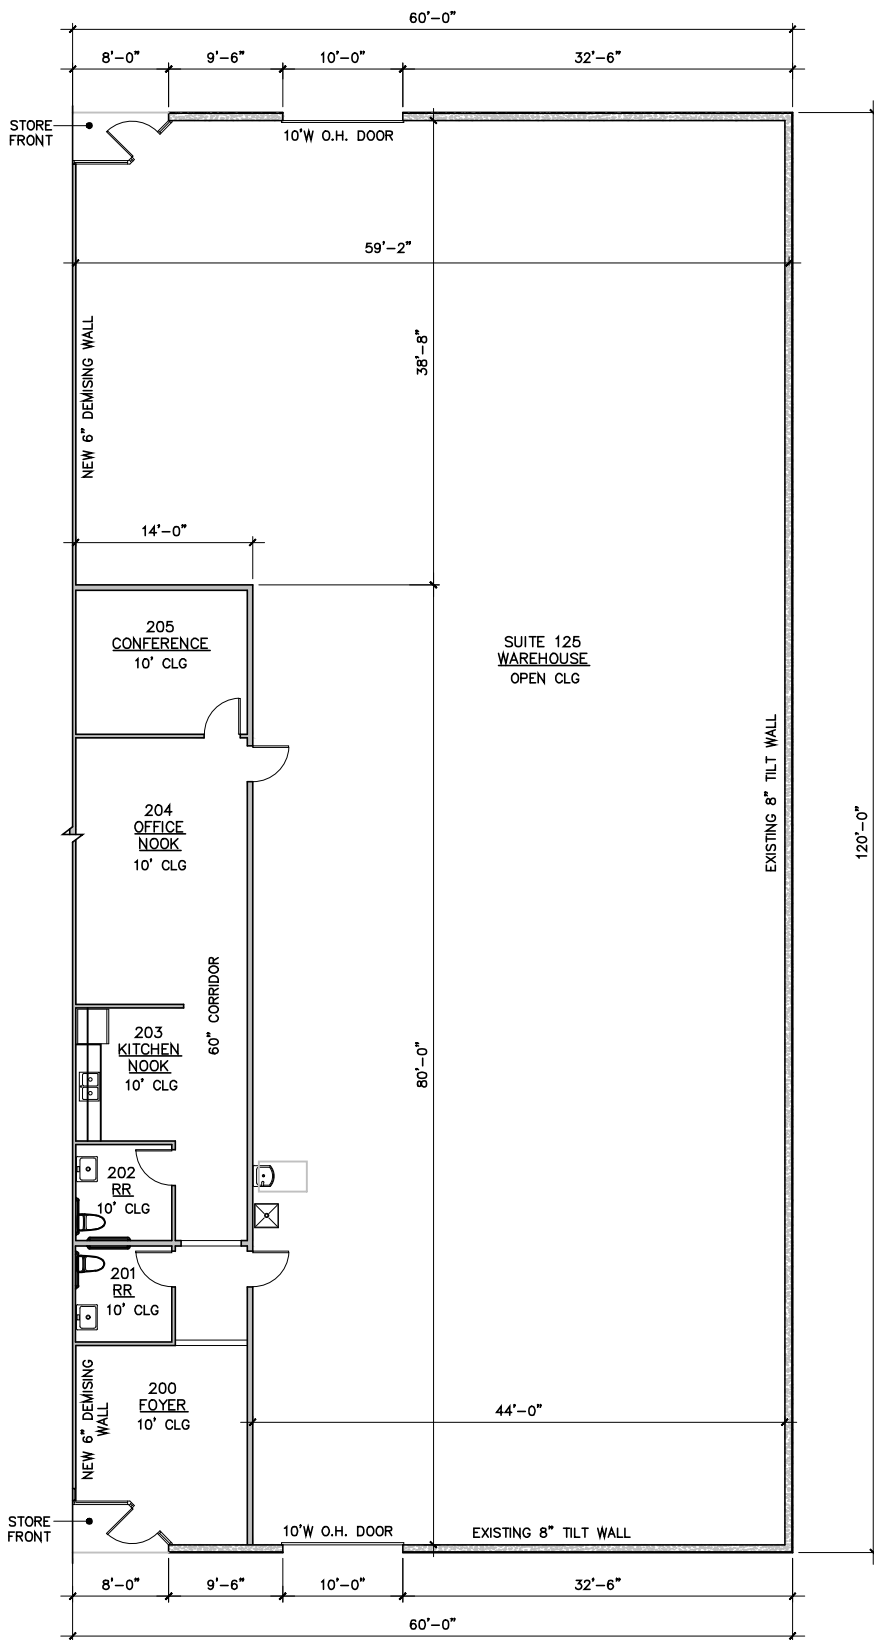 60'-0"
8'-0"
9'-6"
10'-0"
32'-6"
STORE
FRONT
10'W O.H. DOOR
59'-2"
NEW 6" DEMISING WALL
38'-8"
14'-0"
205
CONFERENCE
10' CLG
SUITE 125
WAREHOUSE
OPEN CLG
EXISTING 8" TILT WALL
120'-0"
204
OFFICE
NOOK
10' CLG
60" CORRIDOR
203
KITCHEN
NOOK
10' CLG
80'-0"
202
RR
10' CLG
201
RR
10' CLG
NEW 6" DEMISING
WALL
200
FOYER
10' CLG
44'-0"
STORE
FRONT
10'W O.H. DOOR
EXISTING 8" TILT WALL
8'-0"
9'-6"
10'-0"
32'-6"
60'-0"